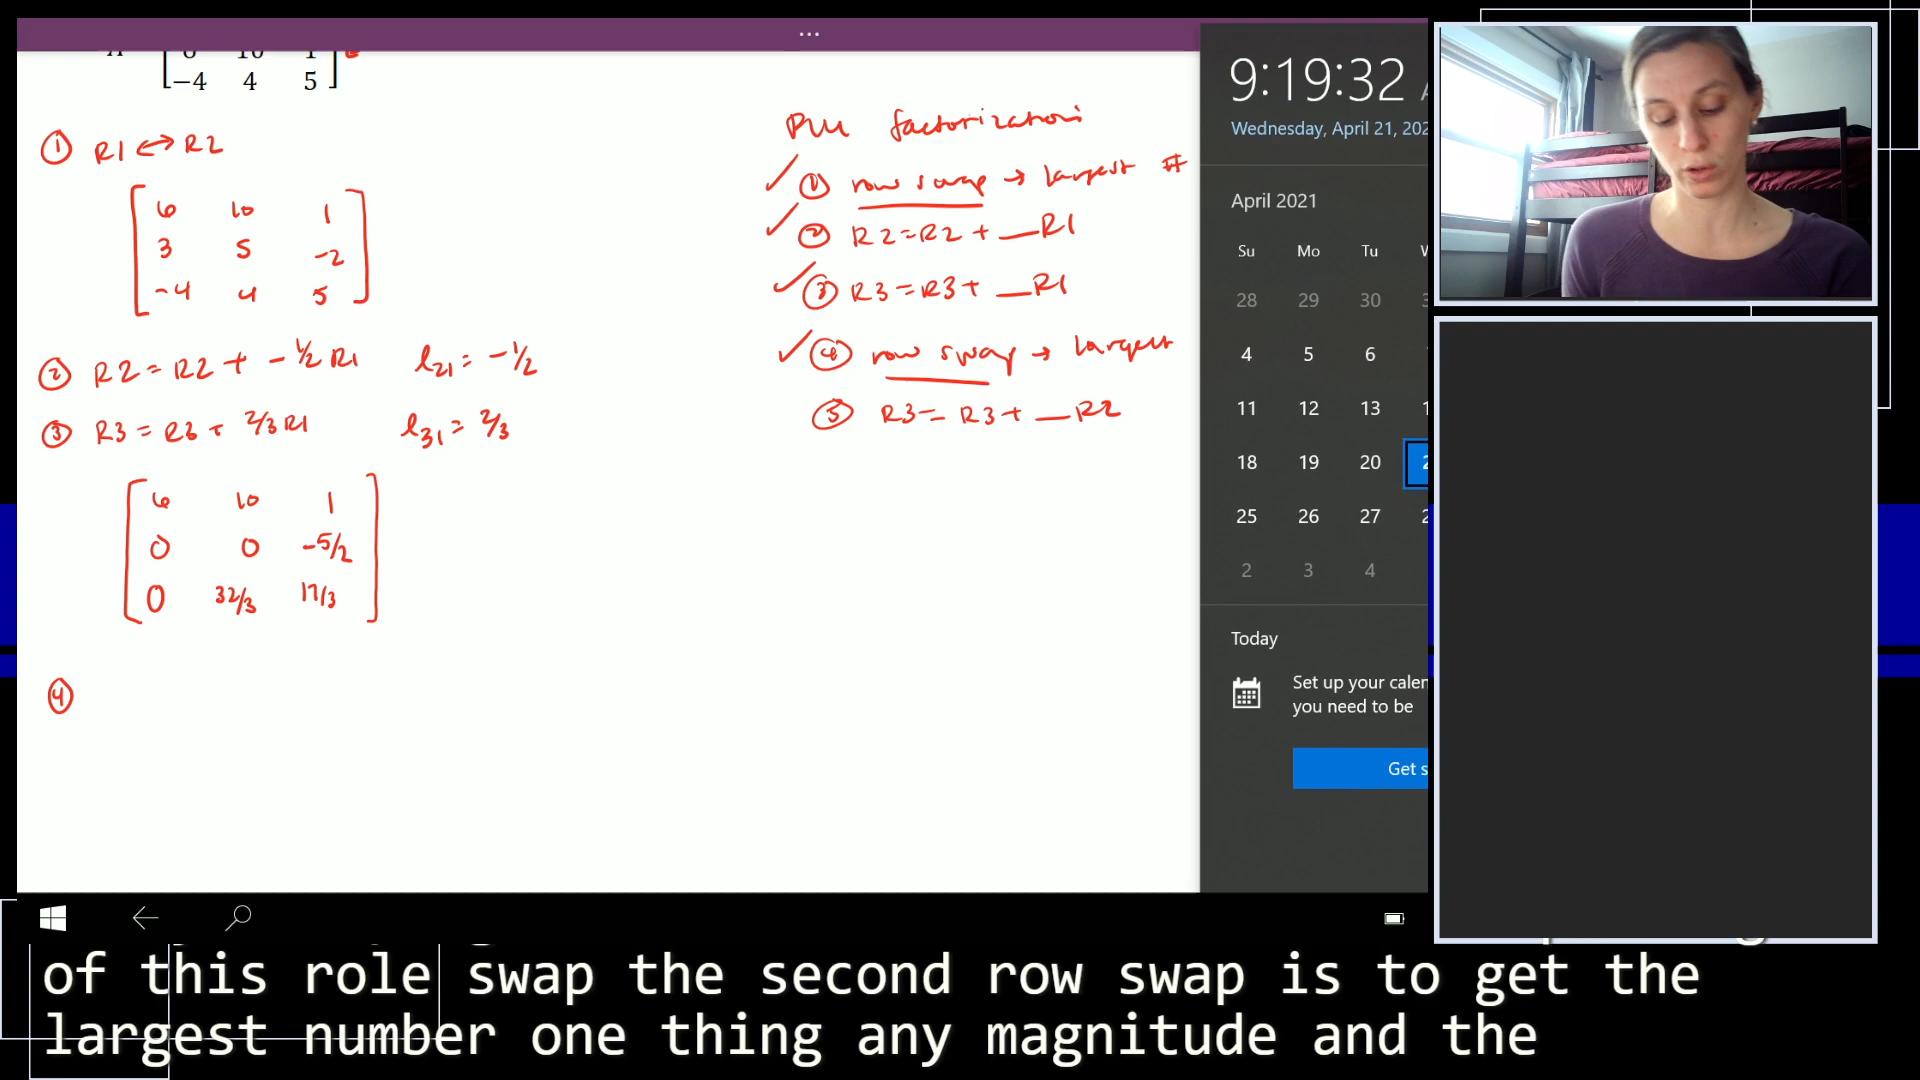 ...
-4 4 5
① R1 ↔ R2
6 10 1
3 5 -2
-4 4 5
② R2 = R2 + -1/2 R1 l21 = -1/2
③ R3 = R3 + 2/3 R1 l31 = 2/3
6 10 1
0 0 -5/2
0 32/3 17/3
④
PLU factorization
✓ ① row swap → largest #
✓ ② R2 = R2 + __R1
✓ ③ R3 = R3 + __R1
✓ ④ row swap → largest
⑤ R3 = R3 + __R2
9:19:32
Wednesday, April 21, 202
April 2021
Su Mo Tu
28 29 30
4 5 6
11 12 13
18 19 20
25 26 27
2 3 4
Today
Set up your calen
you need to be
Get s
of this role swap the second row swap is to get the
largest number one thing any magnitude and the